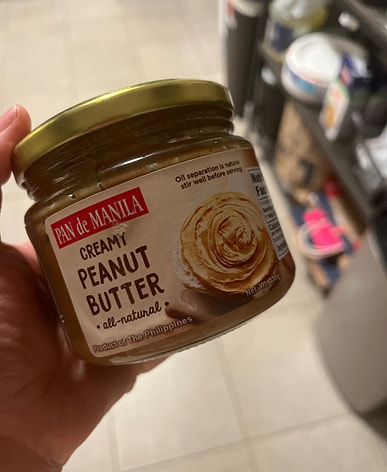 PAN de MANILA
CREAMY
PEANUT
BUTTER
• all-natural •
Product of The Philippines
Oil separation is natural
stir well before serving